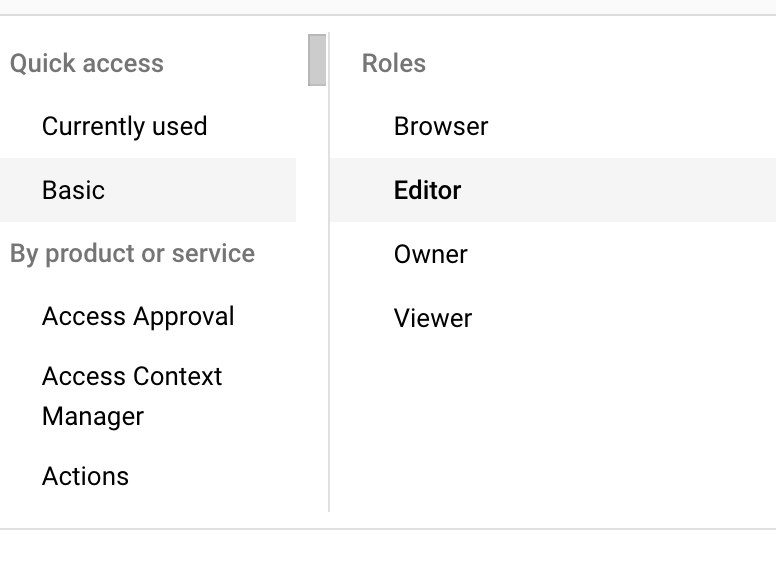 Quick access
Currently used
Basic
By product or service
Access Approval
Access Context
Manager
Actions
Roles
Browser
Editor
Owner
Viewer